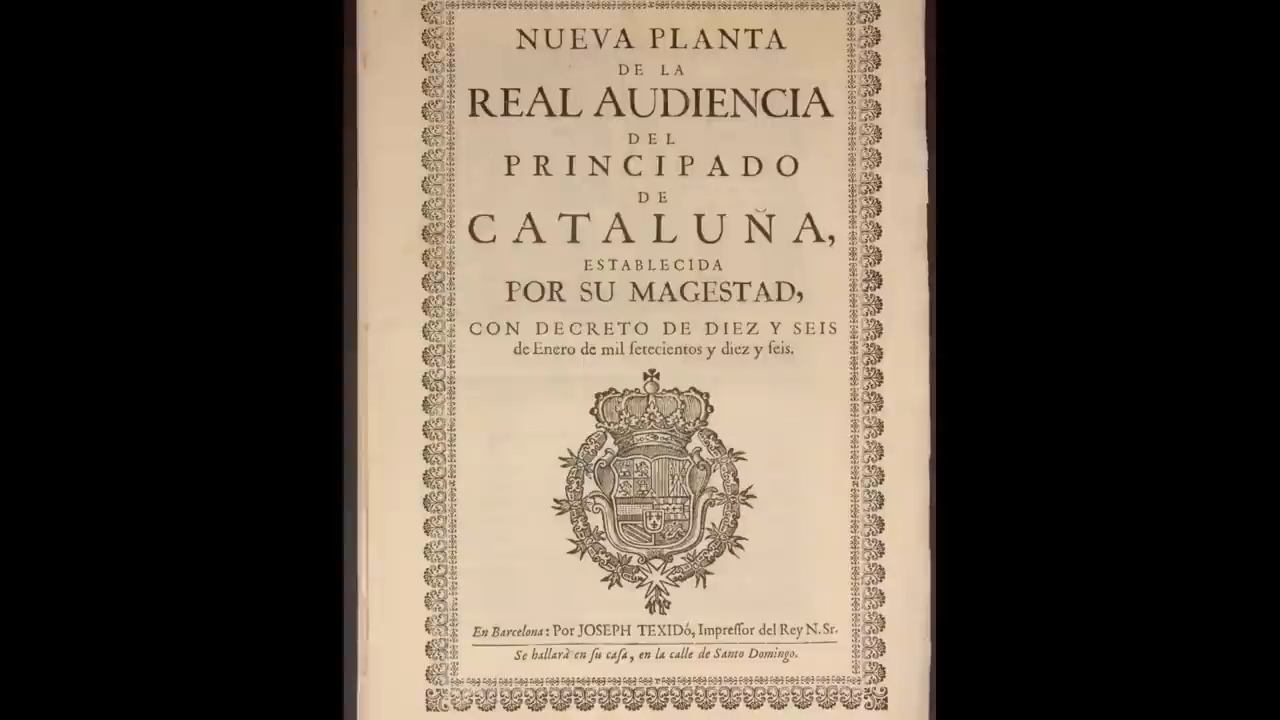 NUEVA PLANTA
DE LA
REAL AUDIENCIA
DEL
PRINCIPADO
DE
CATALUÑA,
ESTABLECIDA
POR SU MAGESTAD,
CON DECRETO DE DIEZ Y SEIS
de Enero de mil ſetecientos y diez y ſeis.
En Barcelona: Por JOSEPH TEXIDó, Impreſſor del Rey N. Sr.
Se hallarà en ſu caſa, en la calle de Santo Domingo.